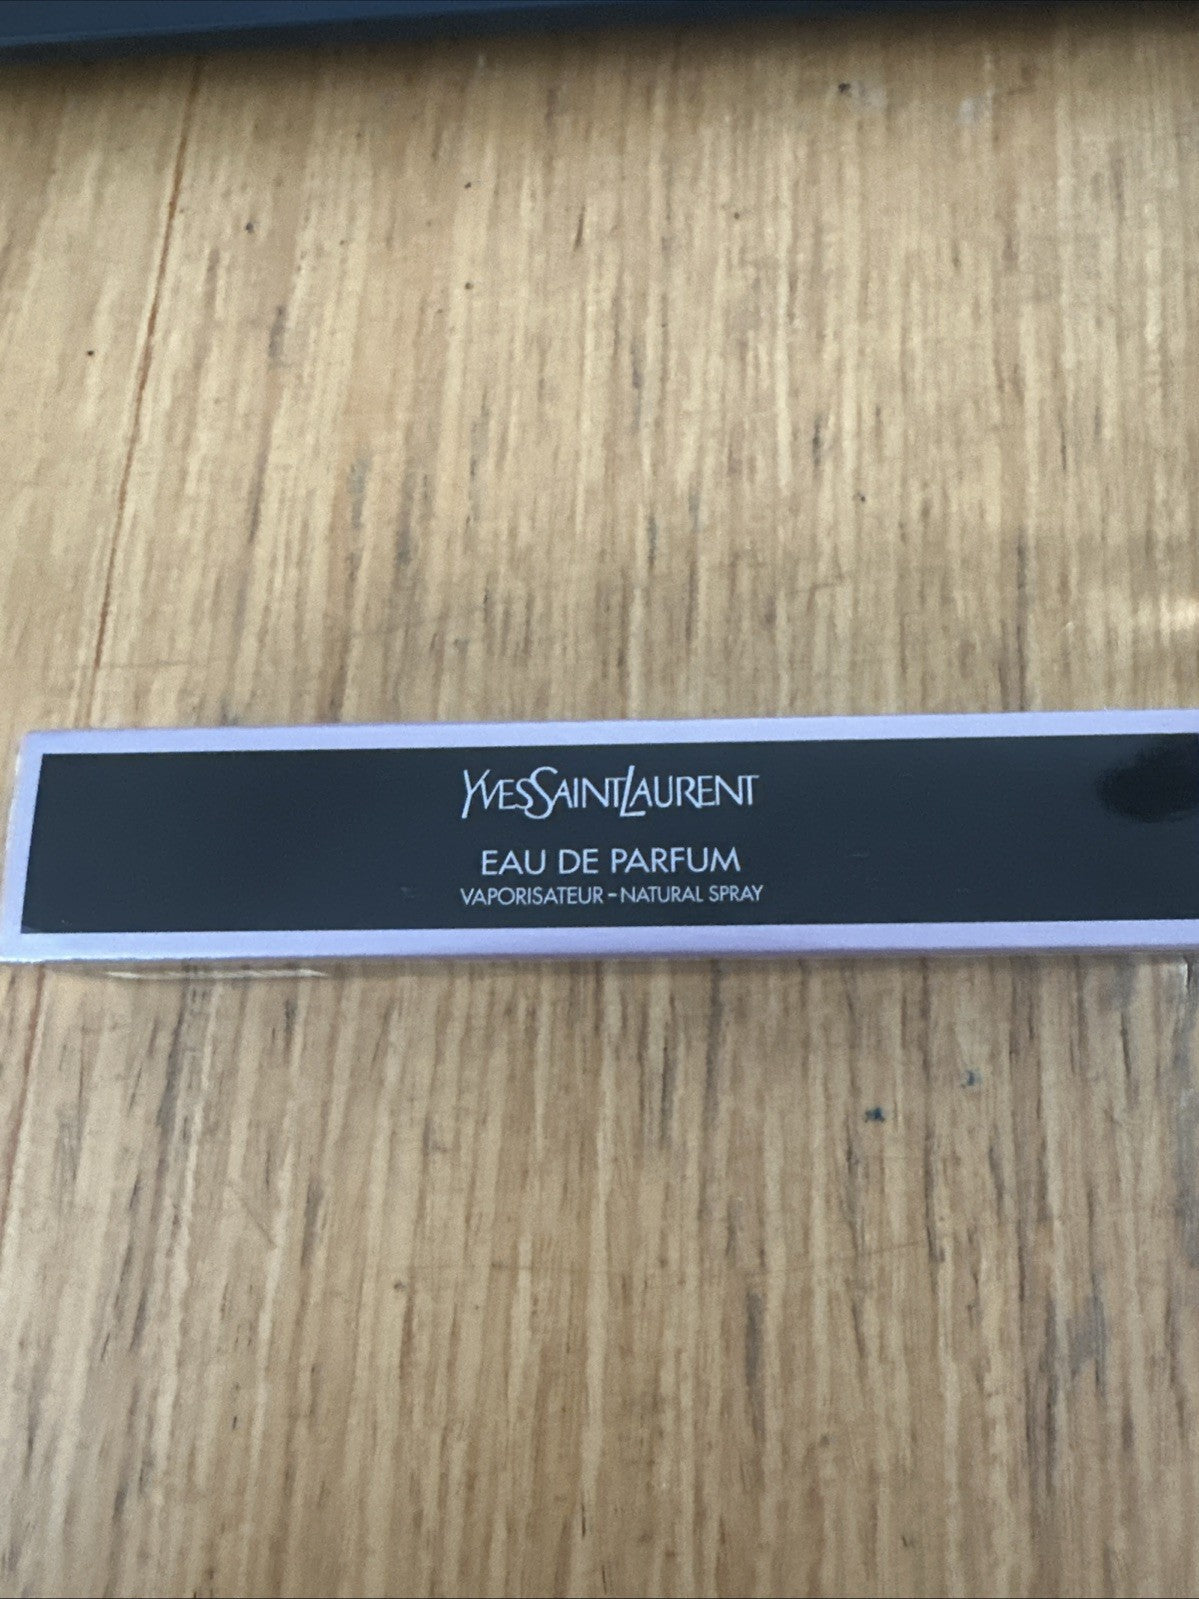 YVESSAINTLAURENT
EAU DE PARFUM
VAPORISATEUR-NATURAL SPRAY